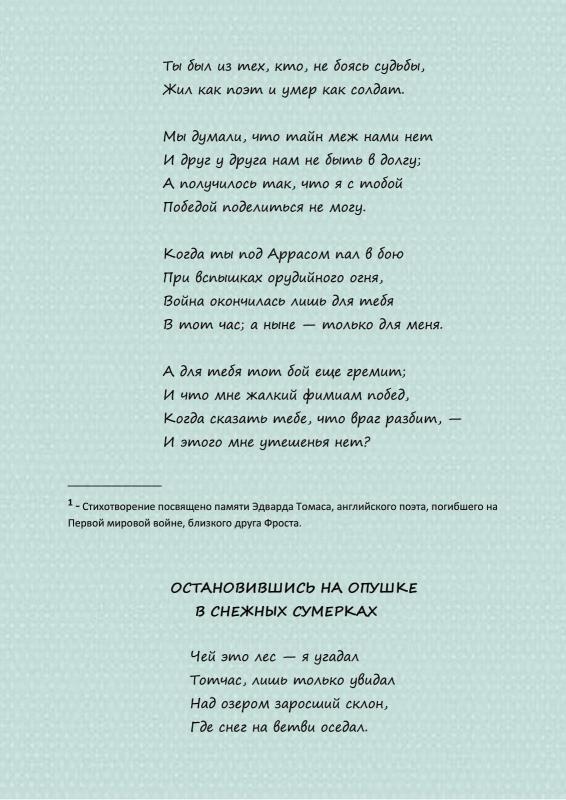 Ты был из тех, кто, не боясь судьбы,
Жил как поэт и умер как солдат.
Мы думали, что тайн меж нами нет
И друг у друга нам не быть в долгу;
А получилось так, что я с тобой
Победой поделиться не могу.
Когда ты под Аррасом пал в бою
При вспышках орудийного огня,
Война окончилась лишь для тебя
В тот час; а ныне — только для меня.
А для тебя тот бой еще гремит;
И что мне жалкий фимиам побед,
Когда сказать тебе, что враг разбит, —
И этого мне утешенья нет?
1 - Стихотворение посвящено памяти Эдварда Томаса, английского поэта, погибшего на
Первой мировой войне, близкого друга Фроста.
ОСТАНОВИВШИСЬ НА ОПУШКЕ
В СНЕЖНЫХ СУМЕРКАХ
Чей это лес — я угадал
Тотчас, лишь только увидал
Над озером заросший склон,
Где снег на ветви оседал.